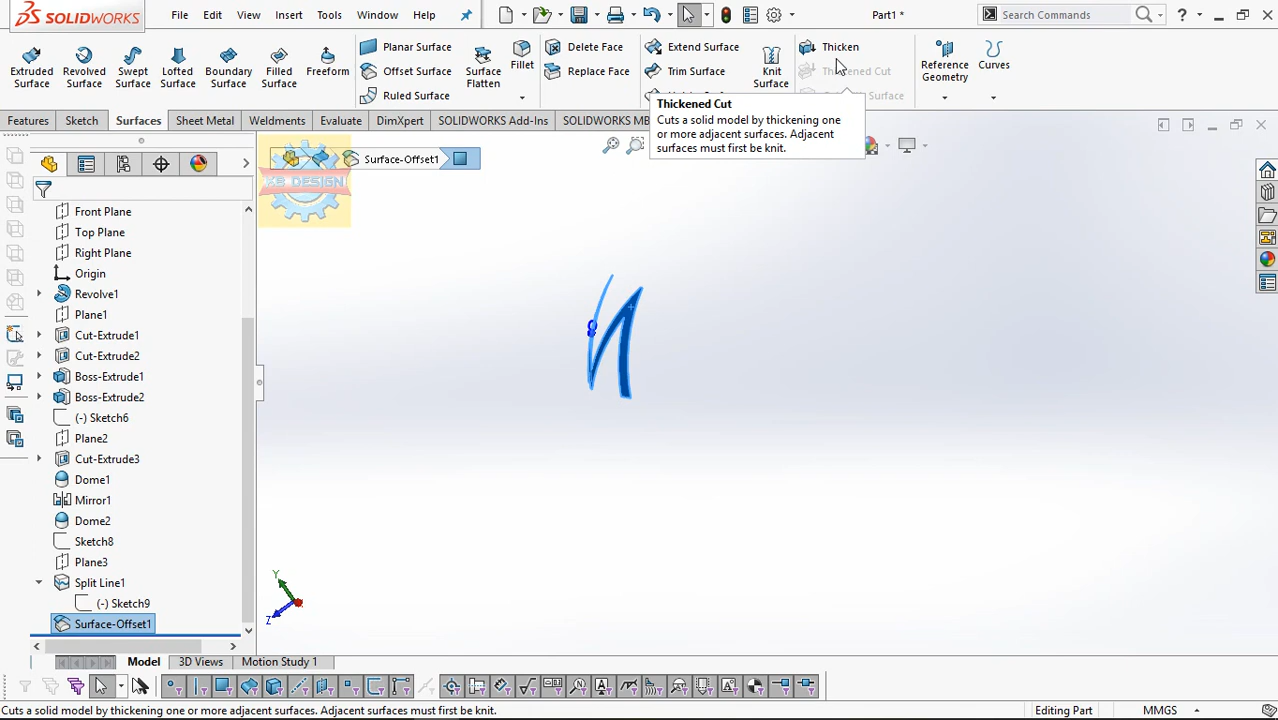 SOLIDWORKS File Edit View Insert Tools Window Help Part1 * Search Commands ?
Extruded Surface Revolved Surface Swept Surface Lofted Surface Boundary Surface Filled Surface Freeform
Planar Surface Offset Surface Ruled Surface Surface Flatten Fillet
Delete Face Replace Face Extend Surface Trim Surface Knit Surface
Thicken Thickened Cut Surface Reference Geometry Curves
Features Sketch Surfaces Sheet Metal Weldments Evaluate DimXpert SOLIDWORKS Add-Ins SOLIDWORKS MB
Thickened Cut
Cuts a solid model by thickening one
or more adjacent surfaces. Adjacent
surfaces must first be knit.
Surface-Offset1
KB DESIGN
Front Plane
Top Plane
Right Plane
Origin
Revolve1
Plane1
Cut-Extrude1
Cut-Extrude2
Boss-Extrude1
Boss-Extrude2
(-) Sketch6
Plane2
Cut-Extrude3
Dome1
Mirror1
Dome2
Sketch8
Plane3
Split Line1
(-) Sketch9
Surface-Offset1
Y
Z
Model 3D Views Motion Study 1
Cuts a solid model by thickening one or more adjacent surfaces. Adjacent surfaces must first be knit. Editing Part MMGS